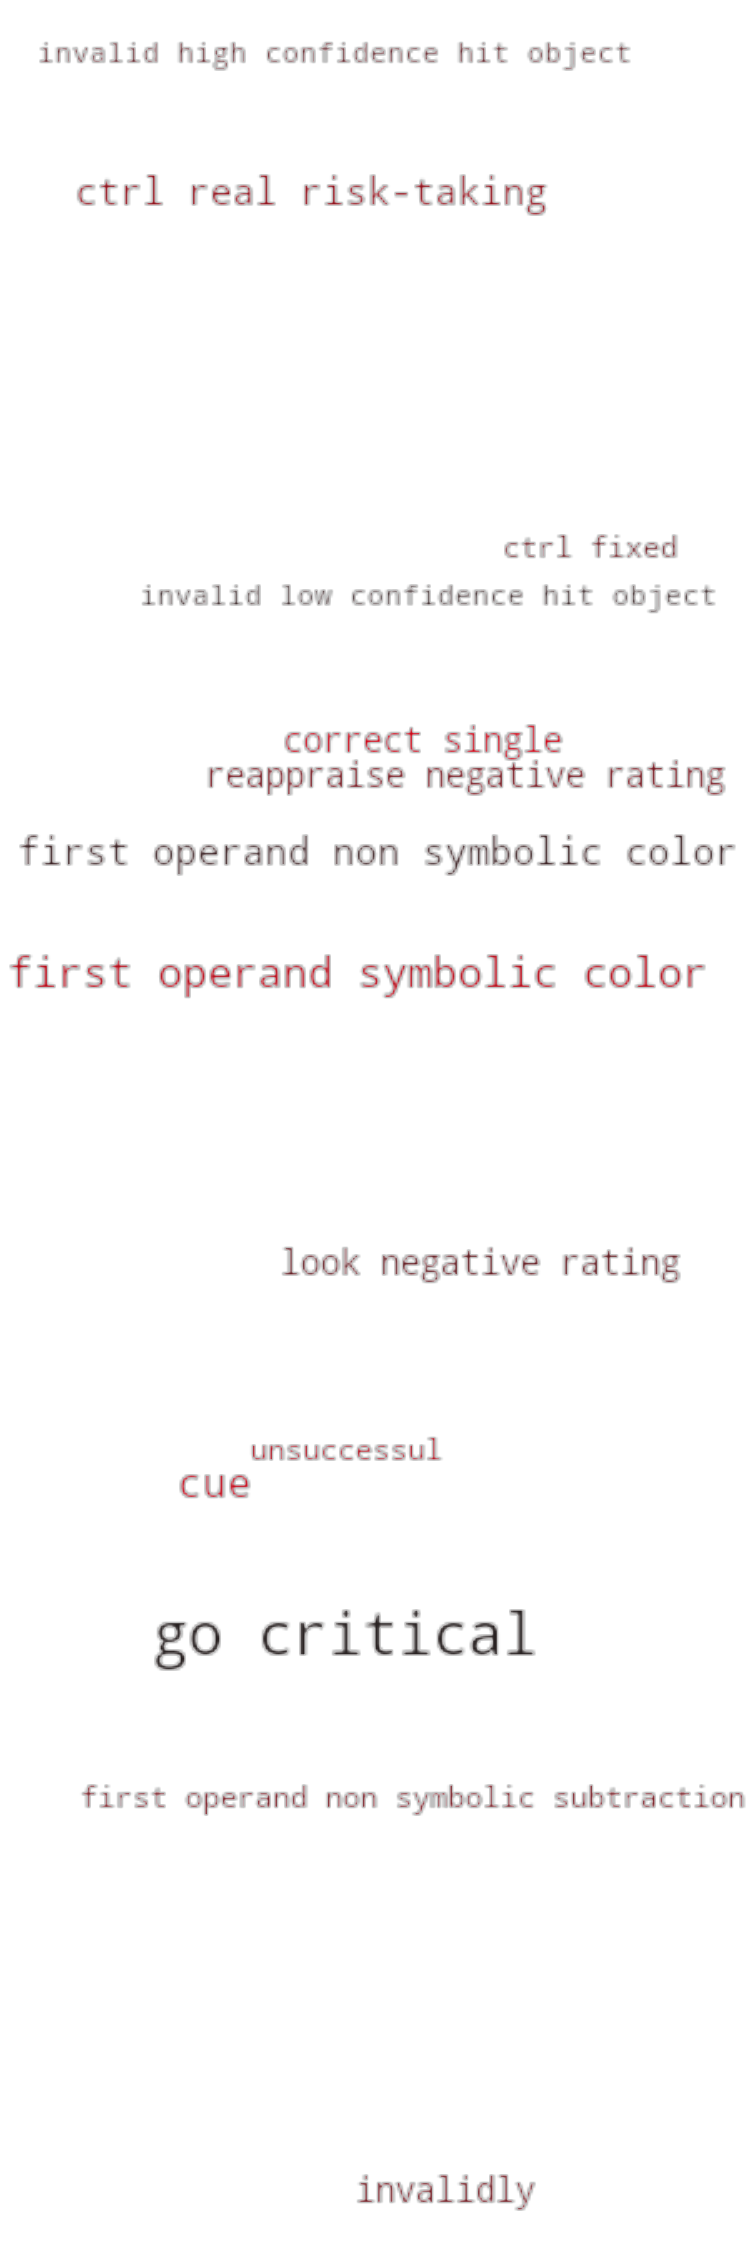 invalid high confidence hit object
ctrl real risk-taking
ctrl fixed
invalid low confidence hit object
correct single
reappraise negative rating
first operand non symbolic color
first operand symbolic color
look negative rating
unsuccessul
cue
go critical
first operand non symbolic subtraction
invalidly